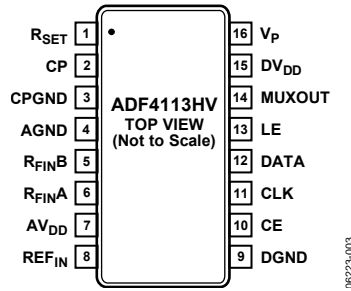 RSET 1
CP 2
CPGND 3
AGND 4
RFINB 5
RFINA 6
AVDD 7
REFIN 8
ADF4113HV
TOP VIEW
(Not to Scale)
16 VP
15 DVDD
14 MUXOUT
13 LE
12 DATA
11 CLK
10 CE
9 DGND
06223-003